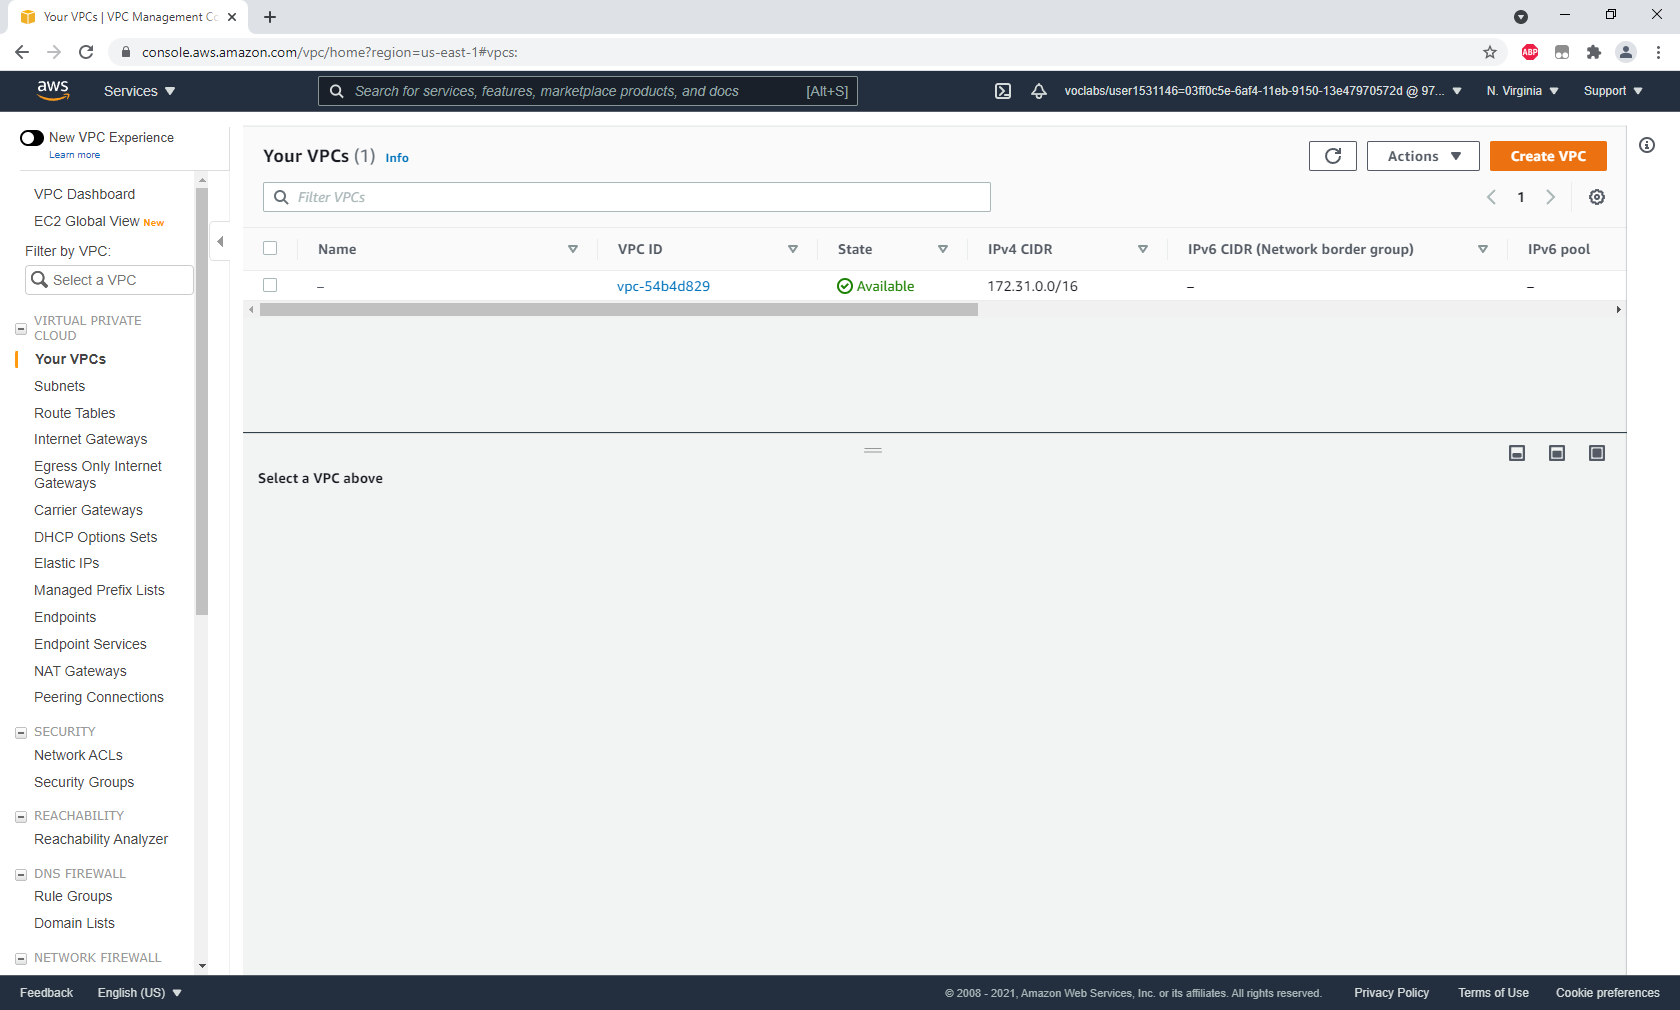 Your VPCs | VPC Management Co
console.aws.amazon.com/vpc/home?region=us-east-1#vpcs:
ABP
aws
Services
Search for services, features, marketplace products, and docs
[Alt+S]
voclabs/user1531146=03ff0c5e-6af4-11eb-9150-13e47970572d @ 97...
N. Virginia
Support
New VPC Experience
Learn more
VPC Dashboard
EC2 Global View New
Filter by VPC:
Select a VPC
VIRTUAL PRIVATE
CLOUD
Your VPCs
Subnets
Route Tables
Internet Gateways
Egress Only Internet
Gateways
Carrier Gateways
DHCP Options Sets
Elastic IPs
Managed Prefix Lists
Endpoints
Endpoint Services
NAT Gateways
Peering Connections
SECURITY
Network ACLs
Security Groups
REACHABILITY
Reachability Analyzer
DNS FIREWALL
Rule Groups
Domain Lists
NETWORK FIREWALL
Your VPCs (1) Info
Actions
Create VPC
Filter VPCs
1
Name
VPC ID
State
IPv4 CIDR
IPv6 CIDR (Network border group)
IPv6 pool
–
vpc-54b4d829
Available
172.31.0.0/16
–
–
Select a VPC above
Feedback
English (US)
© 2008 - 2021, Amazon Web Services, Inc. or its affiliates. All rights reserved.
Privacy Policy
Terms of Use
Cookie preferences